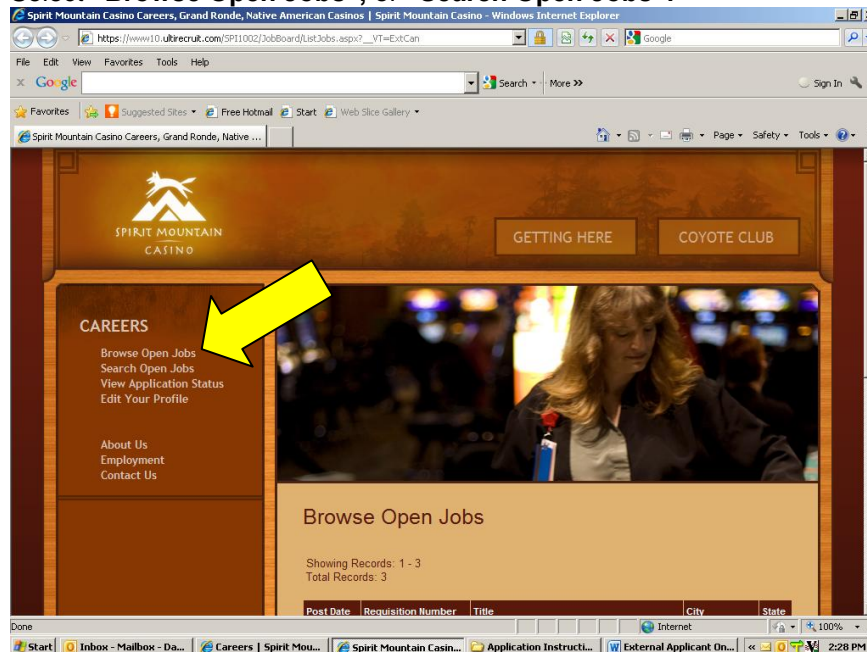 Select "Browse Open Jobs", or "Search Open Jobs".
Spirit Mountain Casino Careers, Grand Ronde, Native American Casinos | Spirit Mountain Casino - Windows Internet Explorer
https://www10.ultirecruit.com/SPI1002/JobBoard/ListJobs.aspx?__VT=ExtCan
Google
File Edit View Favorites Tools Help
x Google Search More >> Sign In
Favorites Suggested Sites Free Hotmail Start Web Slice Gallery
Spirit Mountain Casino Careers, Grand Ronde, Native ... Page Safety Tools
SPIRIT MOUNTAIN
CASINO
GETTING HERE
COYOTE CLUB
CAREERS
Browse Open Jobs
Search Open Jobs
View Application Status
Edit Your Profile
About Us
Employment
Contact Us
Browse Open Jobs
Showing Records: 1 - 3
Total Records: 3
Post Date Requisition Number Title City State
Done Internet 100%
Start Inbox - Mailbox - Da... Careers | Spirit Mou... Spirit Mountain Casin... Application Instructi... External Applicant On... « 2:28 PM